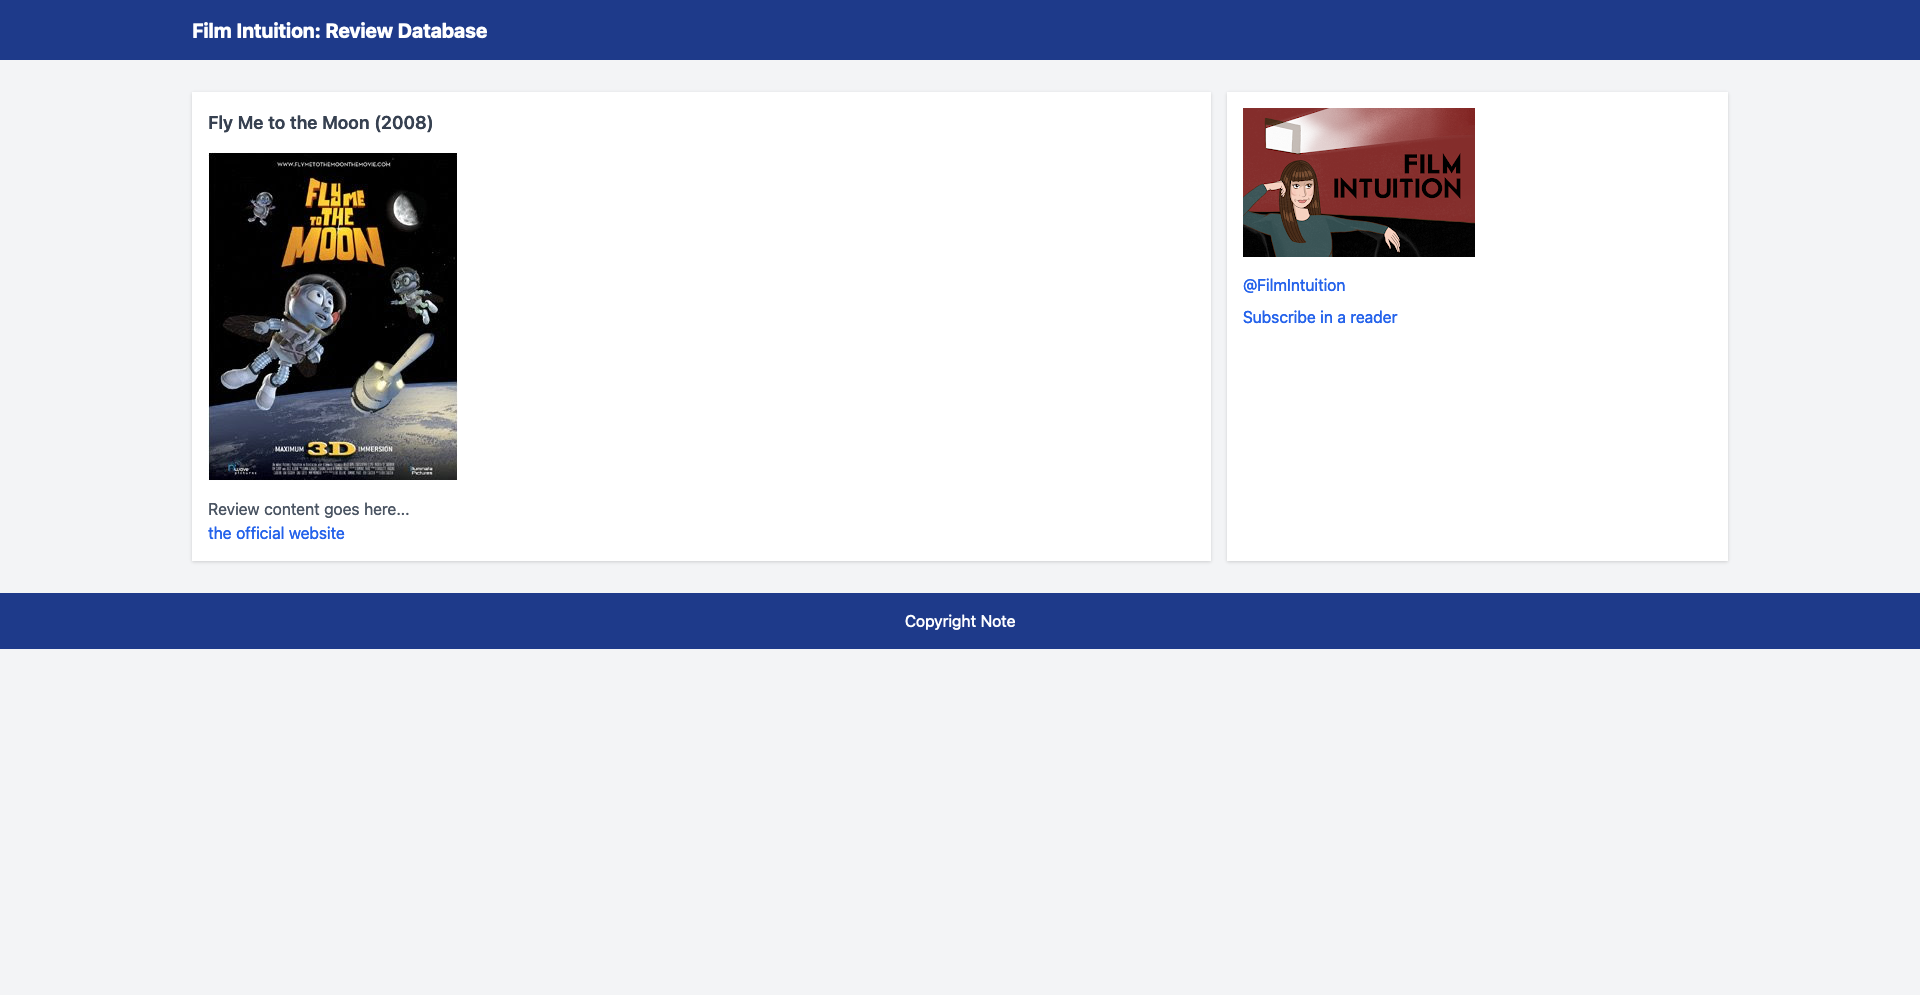 Film Intuition: Review Database
Fly Me to the Moon (2008)
WWW.FLYMETOTHEMOONTHEMOVIE.COM
FLY ME
TO THE
MOON
MAXIMUM 3D IMMERSION
Review content goes here...
the official website
FILM
INTUITION
@FilmIntuition
Subscribe in a reader
Copyright Note